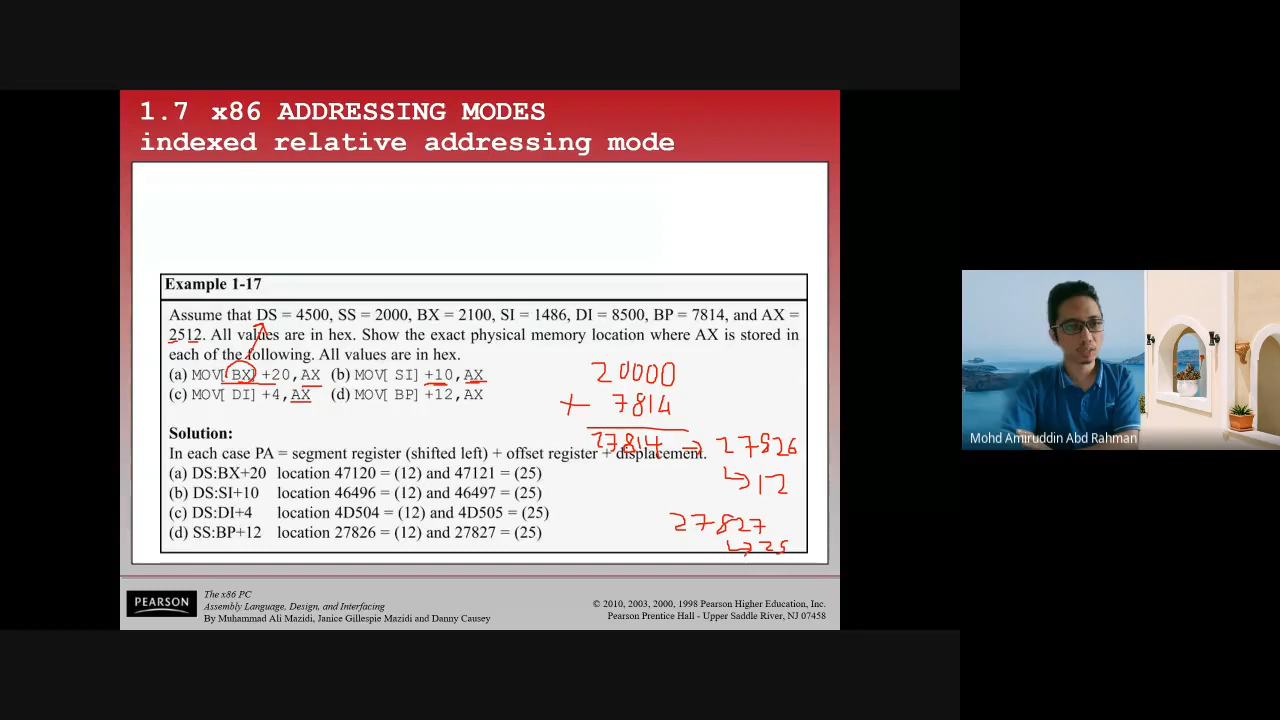 1.7 x86 ADDRESSING MODES
indexed relative addressing mode
Example 1-17
Assume that DS = 4500, SS = 2000, BX = 2100, SI = 1486, DI = 8500, BP = 7814, and AX =
2512. All values are in hex. Show the exact physical memory location where AX is stored in
each of the following. All values are in hex.
(a) MOV[ BX] +20,AX (b) MOV[ SI] +10,AX
(c) MOV[ DI] +4,AX (d) MOV[ BP] +12,AX
20000
+ 7814
27814 → 27826
↳ 12
27827
↳ 25
Solution:
In each case PA = segment register (shifted left) + offset register + displacement.
(a) DS:BX+20 location 47120 = (12) and 47121 = (25)
(b) DS:SI+10 location 46496 = (12) and 46497 = (25)
(c) DS:DI+4 location 4D504 = (12) and 4D505 = (25)
(d) SS:BP+12 location 27826 = (12) and 27827 = (25)
PEARSON
The x86 PC
Assembly Language, Design, and Interfacing
By Muhammad Ali Mazidi, Janice Gillespie Mazidi and Danny Causey
© 2010, 2003, 2000, 1998 Pearson Higher Education, Inc.
Pearson Prentice Hall - Upper Saddle River, NJ 07458
Mohd Amiruddin Abd Rahman